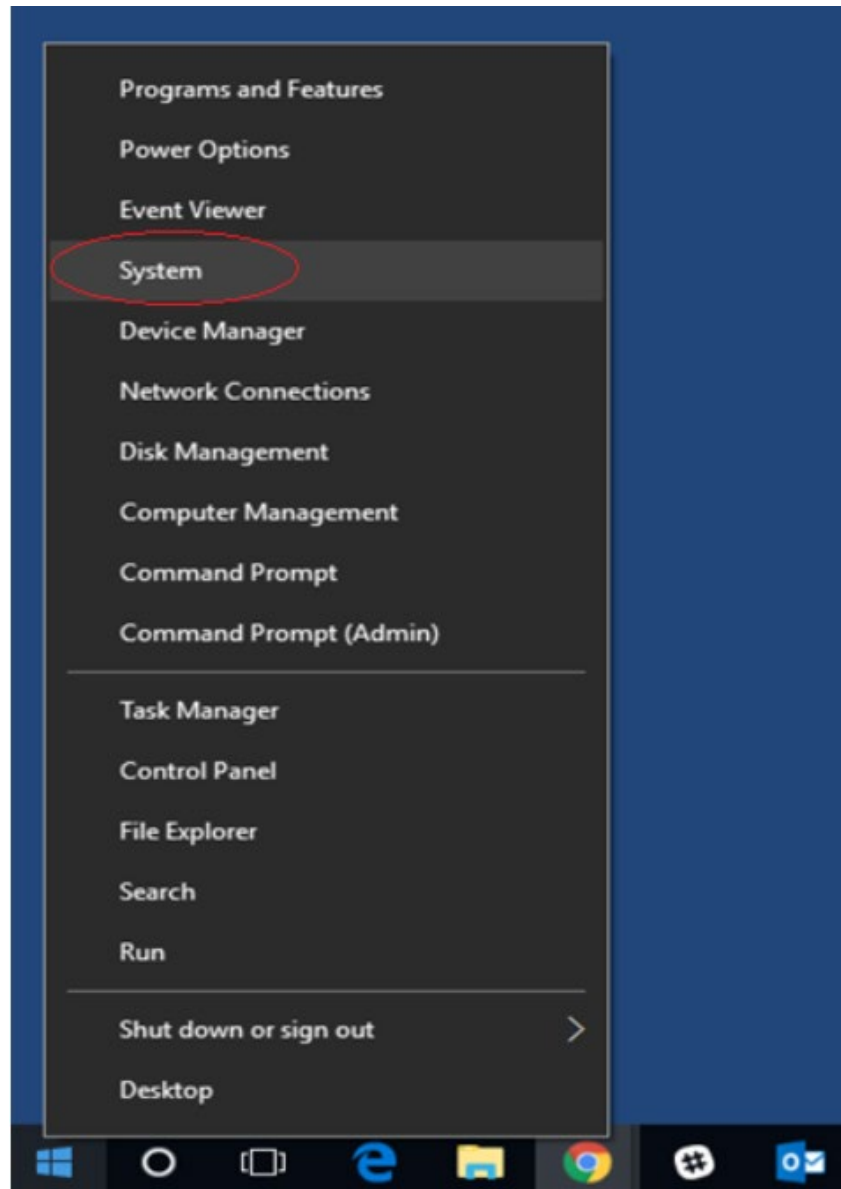 Programs and Features
Power Options
Event Viewer
System
Device Manager
Network Connections
Disk Management
Computer Management
Command Prompt
Command Prompt (Admin)
Task Manager
Control Panel
File Explorer
Search
Run
Shut down or sign out
Desktop